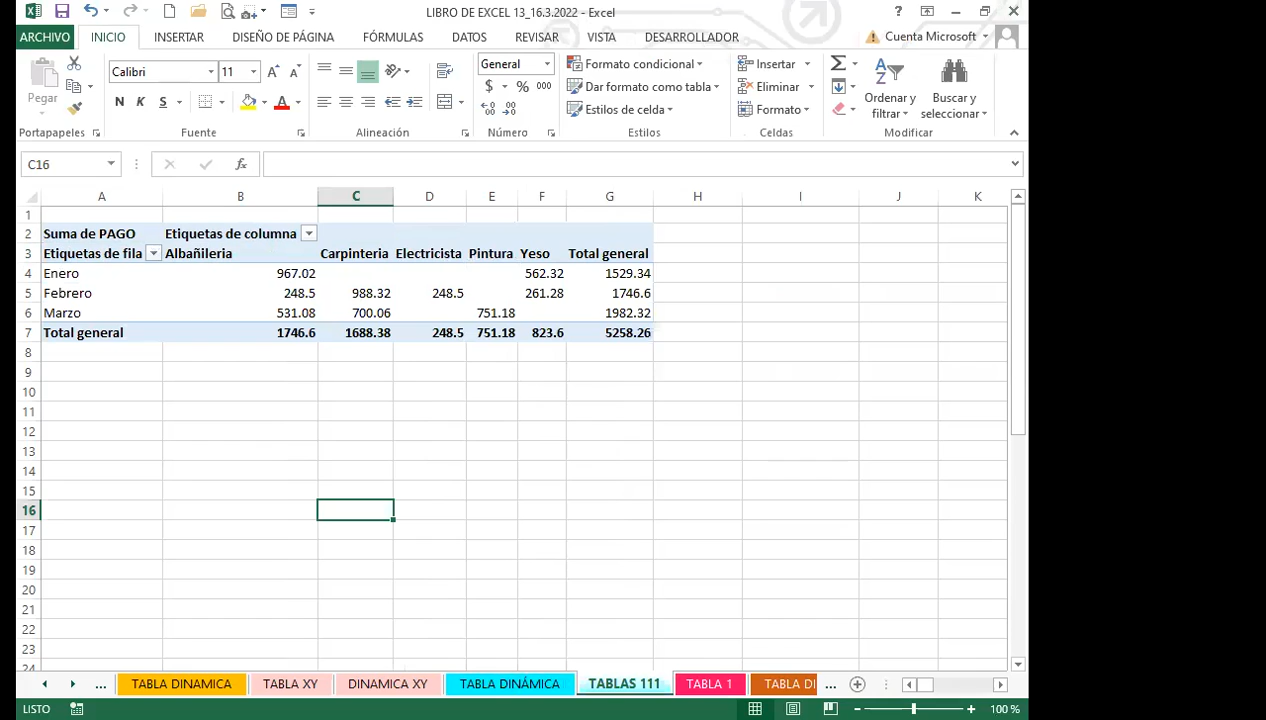 LIBRO DE EXCEL 13_16.3.2022 - Excel
?
ARCHIVO INICIO INSERTAR DISEÑO DE PÁGINA FÓRMULAS DATOS REVISAR VISTA DESARROLLADOR Cuenta Microsoft
Pegar
Portapapeles
Calibri 11
N K S
Fuente
Alineación
General
$ % 000
Número
Formato condicional
Dar formato como tabla
Estilos de celda
Estilos
Insertar
Eliminar
Formato
Celdas
Ordenar y filtrar
Buscar y seleccionar
Modificar
C16 fx
A B C D E F G H I J K
1
2 Suma de PAGO Etiquetas de columna
3 Etiquetas de fila Albañileria Carpinteria Electricista Pintura Yeso Total general
4 Enero 967.02 562.32 1529.34
5 Febrero 248.5 988.32 248.5 261.28 1746.6
6 Marzo 531.08 700.06 751.18 1982.32
7 Total general 1746.6 1688.38 248.5 751.18 823.6 5258.26
8
9
10
11
12
13
14
15
16
17
18
19
20
21
22
23
24
... TABLA DINAMICA TABLA XY DINAMICA XY TABLA DINÁMICA TABLAS 111 TABLA 1 TABLA DI ...
LISTO 100 %